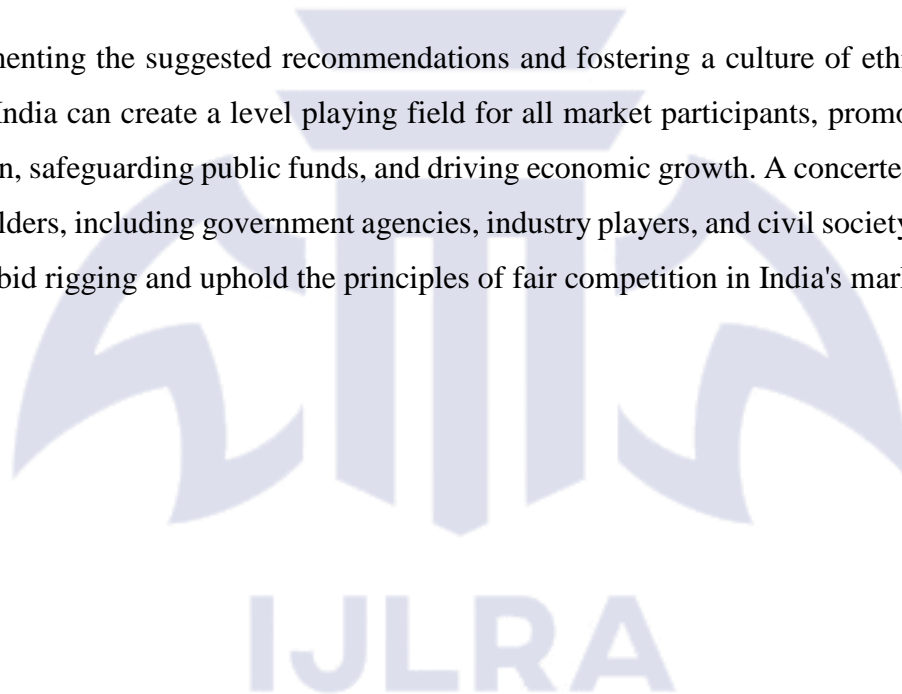 menting the suggested recommendations and fostering a culture of eth
India can create a level playing field for all market participants, promo
n, safeguarding public funds, and driving economic growth. A concerte
lders, including government agencies, industry players, and civil society
bid rigging and uphold the principles of fair competition in India's mar
IJLRA